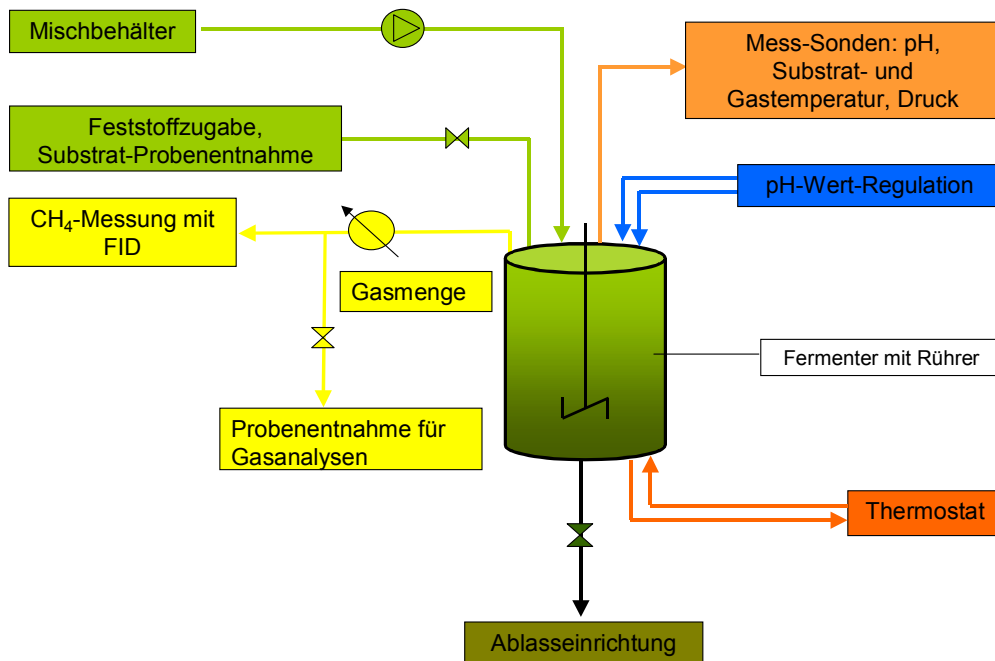 Mischbehälter
Mess-Sonden: pH,
Substrat- und
Gastemperatur, Druck
Feststoffzugabe,
Substrat-Probenentnahme
pH-Wert-Regulation
CH₄-Messung mit
FID
Gasmenge
Fermenter mit Rührer
Probenentnahme für
Gasanalysen
Thermostat
Ablasseinrichtung